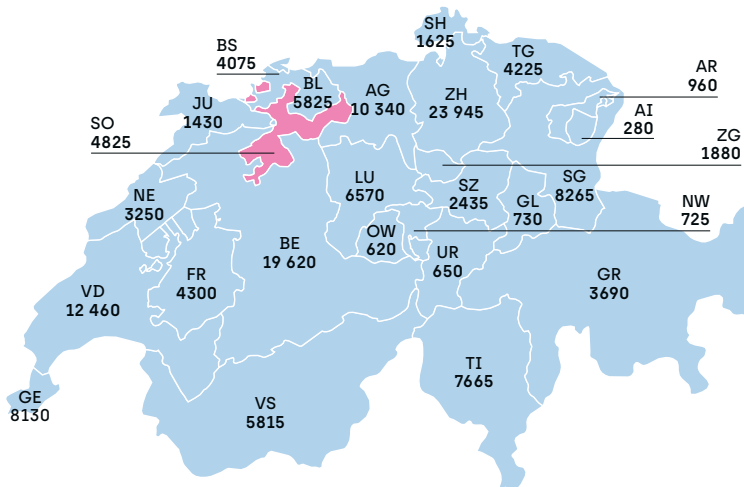 SH
1625
BS
4075
TG
4225
BL
5825
AG
10 340
ZH
23 945
AR
960
JU
1430
AI
280
SO
4825
ZG
1880
LU
6570
SZ
2435
GL
730
SG
8265
NE
3250
NW
725
OW
620
BE
19 620
UR
650
FR
4300
GR
3690
VD
12 460
TI
7665
GE
8130
VS
5815